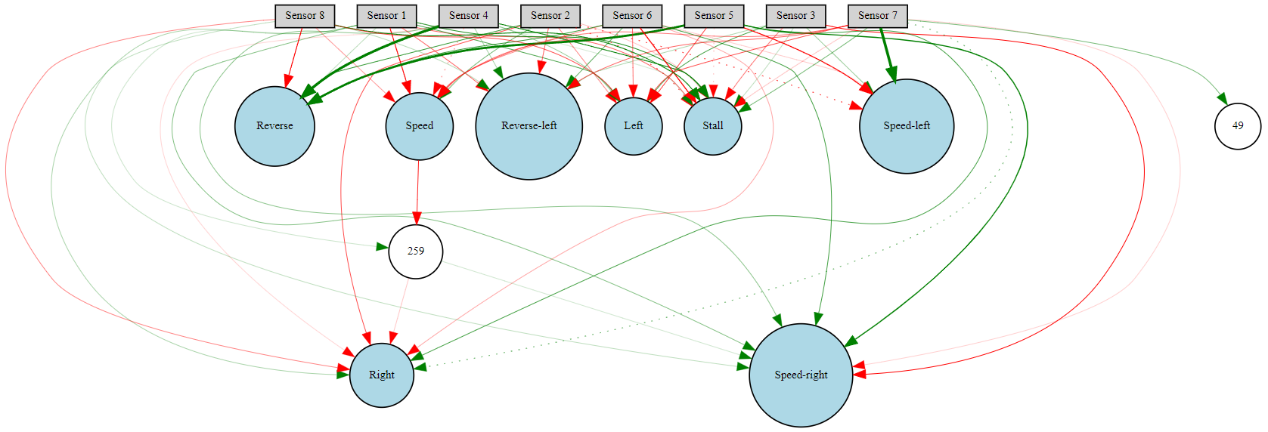 Sensor 8
Sensor 1
Sensor 4
Sensor 2
Sensor 6
Sensor 5
Sensor 3
Sensor 7
Reverse
Speed
Reverse-left
Left
Stall
Speed-left
49
259
Right
Speed-right